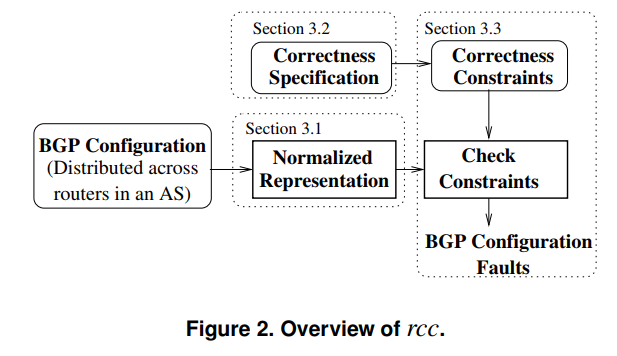 Section 3.2
Correctness
Specification
Section 3.3
Correctness
Constraints
BGP Configuration
(Distributed across
routers in an AS)
Section 3.1
Normalized
Representation
Check
Constraints
BGP Configuration
Faults
Figure 2. Overview of rcc.